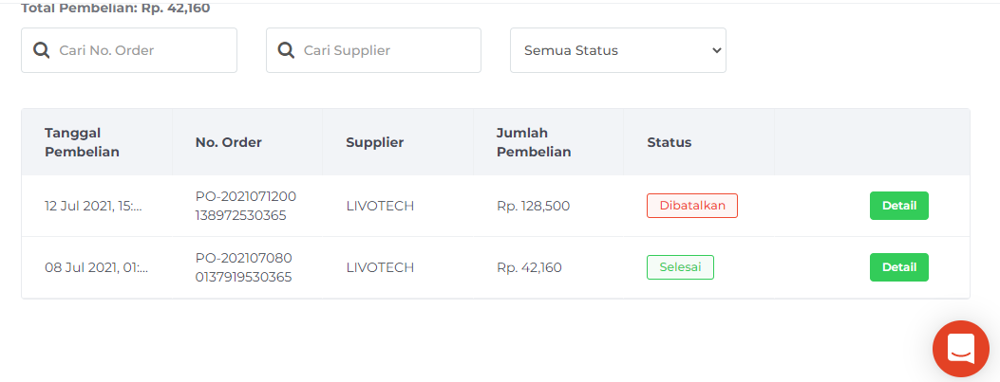 Total Pembelian: Rp. 42,160
Cari No. Order
Cari Supplier
Semua Status
Tanggal
Pembelian
No. Order
Supplier
Jumlah
Pembelian
Status
12 Jul 2021, 15:...
PO-2021071200
138972530365
LIVOTECH
Rp. 128,500
Dibatalkan
Detail
08 Jul 2021, 01:...
PO-202107080
0137919530365
LIVOTECH
Rp. 42,160
Selesai
Detail